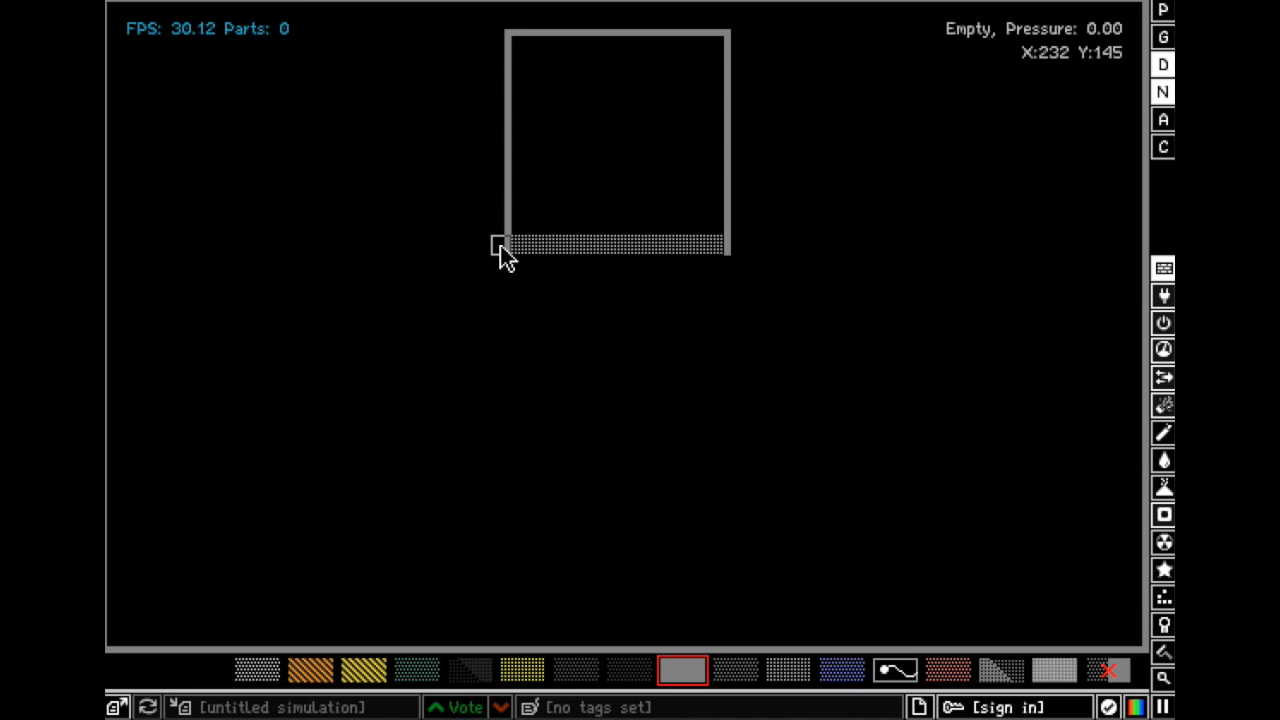 FPS: 30.12 Parts: 0
Empty, Pressure: 0.00
X:232 Y:145
P
G
D
N
A
C
[untitled simulation]
Vote
[no tags set]
[sign in]